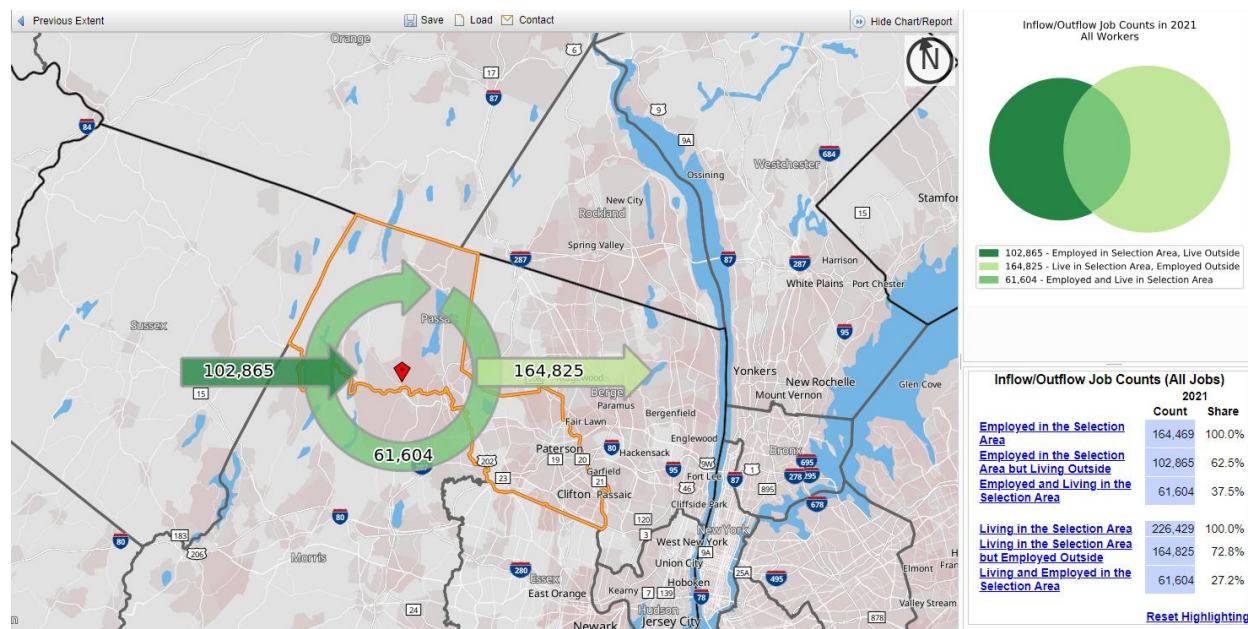 Previous Extent
Save
Load
Contact
Hide Chart/Report
N
Orange
6
17
87
9
84
9A
Westchester
684
Ossining
New City
Rockland
15
Spring Valley
287
87
287
Harrison
White Plains
Port Chester
Sussex
95
102,865
164,825
Yonkers
New Rochelle
Mount Vernon
Glen Cove
15
Paramus
Bergenfield
Fair Lawn
Englewood
Paterson
80
Hackensack
Bronx
695
61,604
19
20
Garfield
95
9W
Fort Lee
1
278
295
202
23
21
46
87
895
Clifton
Passaic
Cliffside Park
678
80
120
New York
183
80
206
3
West New York
9A
Morris
Union City
25A
495
Elmont
280
Essex
Hoboken
East Orange
Kearny
7
139
78
Valley Stream
24
Hudson
Newark
Jersey City
878
Inflow/Outflow Job Counts in 2021
All Workers
102,865 - Employed in Selection Area, Live Outside
164,825 - Live in Selection Area, Employed Outside
61,604 - Employed and Live in Selection Area
Inflow/Outflow Job Counts (All Jobs)
2021
Count Share
Employed in the Selection
Area 164,469 100.0%
Employed in the Selection
Area but Living Outside 102,865 62.5%
Employed and Living in the
Selection Area 61,604 37.5%
Living in the Selection Area 226,429 100.0%
Living in the Selection Area
but Employed Outside 164,825 72.8%
Living and Employed in the
Selection Area 61,604 27.2%
Reset Highlighting